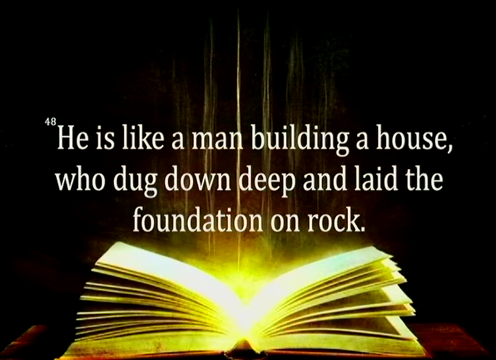 48He is like a man building a house,
who dug down deep and laid the
foundation on rock.